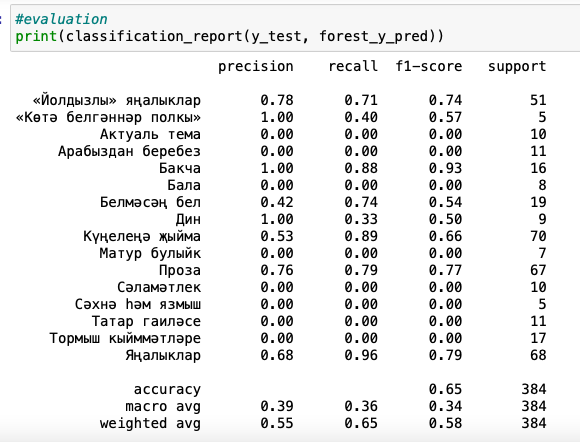 #evaluation
print(classification_report(y_test, forest_y_pred))
precision recall f1-score support
«Йолдызлы» яңалыклар 0.78 0.71 0.74 51
«Көтә белгәннәр полкы» 1.00 0.40 0.57 5
Актуаль тема 0.00 0.00 0.00 10
Арабыздан беребез 0.00 0.00 0.00 11
Бакча 1.00 0.88 0.93 16
Бала 0.00 0.00 0.00 8
Белмәсәң бел 0.42 0.74 0.54 19
Дин 1.00 0.33 0.50 9
Күңелеңә җыйма 0.53 0.89 0.66 70
Матур булыйк 0.00 0.00 0.00 7
Проза 0.76 0.79 0.77 67
Сәламәтлек 0.00 0.00 0.00 10
Сәхнә һәм язмыш 0.00 0.00 0.00 5
Татар гаиләсе 0.00 0.00 0.00 11
Тормыш кыйммәтләре 0.00 0.00 0.00 17
Яңалыклар 0.68 0.96 0.79 68
accuracy 0.65 384
macro avg 0.39 0.36 0.34 384
weighted avg 0.55 0.65 0.58 384